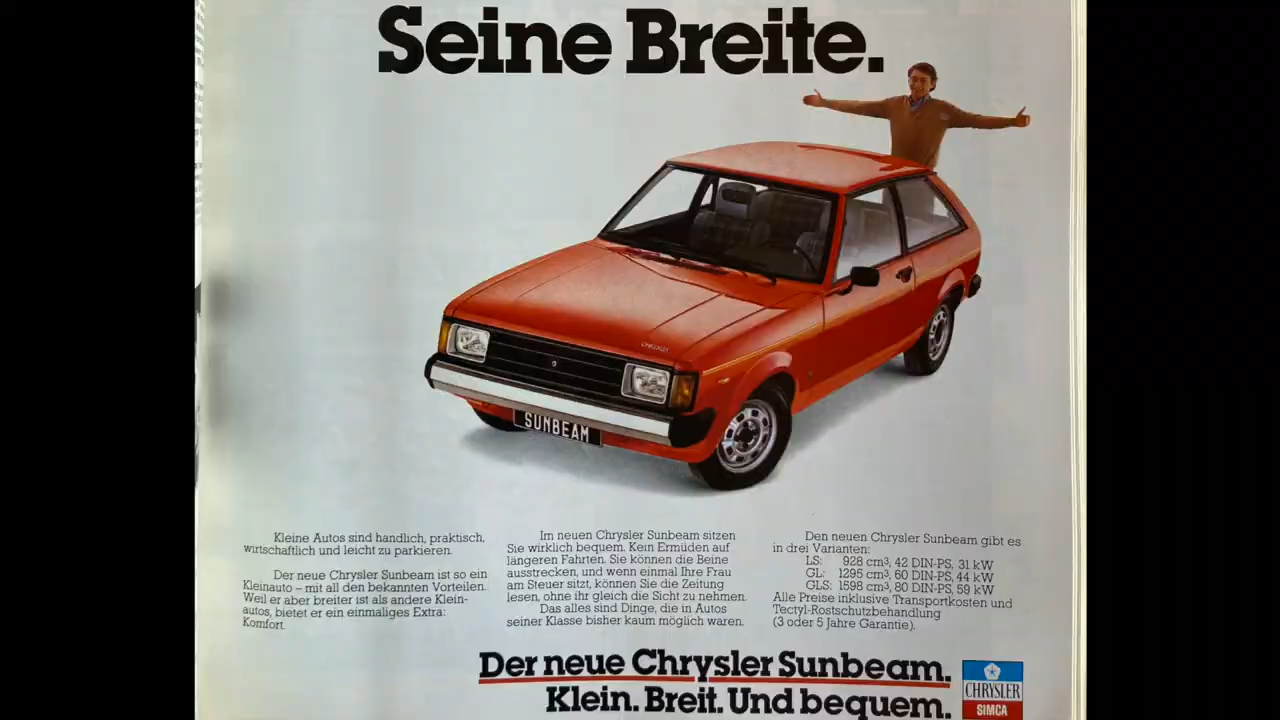 Seine Breite.
CHRYSLER
SUNBEAM
Kleine Autos sind handlich, praktisch,
wirtschaftlich und leicht zu parkieren.
Der neue Chrysler Sunbeam ist so ein
Kleinauto – mit all den bekannten Vorteilen.
Weil er aber breiter ist als andere Klein-
autos, bietet er ein einmaliges Extra:
Komfort.
Im neuen Chrysler Sunbeam sitzen
Sie wirklich bequem. Kein Ermüden auf
längeren Fahrten. Sie können die Beine
ausstrecken, und wenn einmal Ihre Frau
am Steuer sitzt, können Sie die Zeitung
lesen, ohne ihr gleich die Sicht zu nehmen.
Das alles sind Dinge, die in Autos
seiner Klasse bisher kaum möglich waren.
Den neuen Chrysler Sunbeam gibt es
in drei Varianten:
LS: 928 cm³, 42 DIN-PS, 31 kW
GL: 1295 cm³, 60 DIN-PS, 44 kW
GLS: 1598 cm³, 80 DIN-PS, 59 kW
Alle Preise inklusive Transportkosten und
Tectyl-Rostschutzbehandlung
(3 oder 5 Jahre Garantie).
Der neue Chrysler Sunbeam.
Klein. Breit. Und bequem.
CHRYSLER
SIMCA